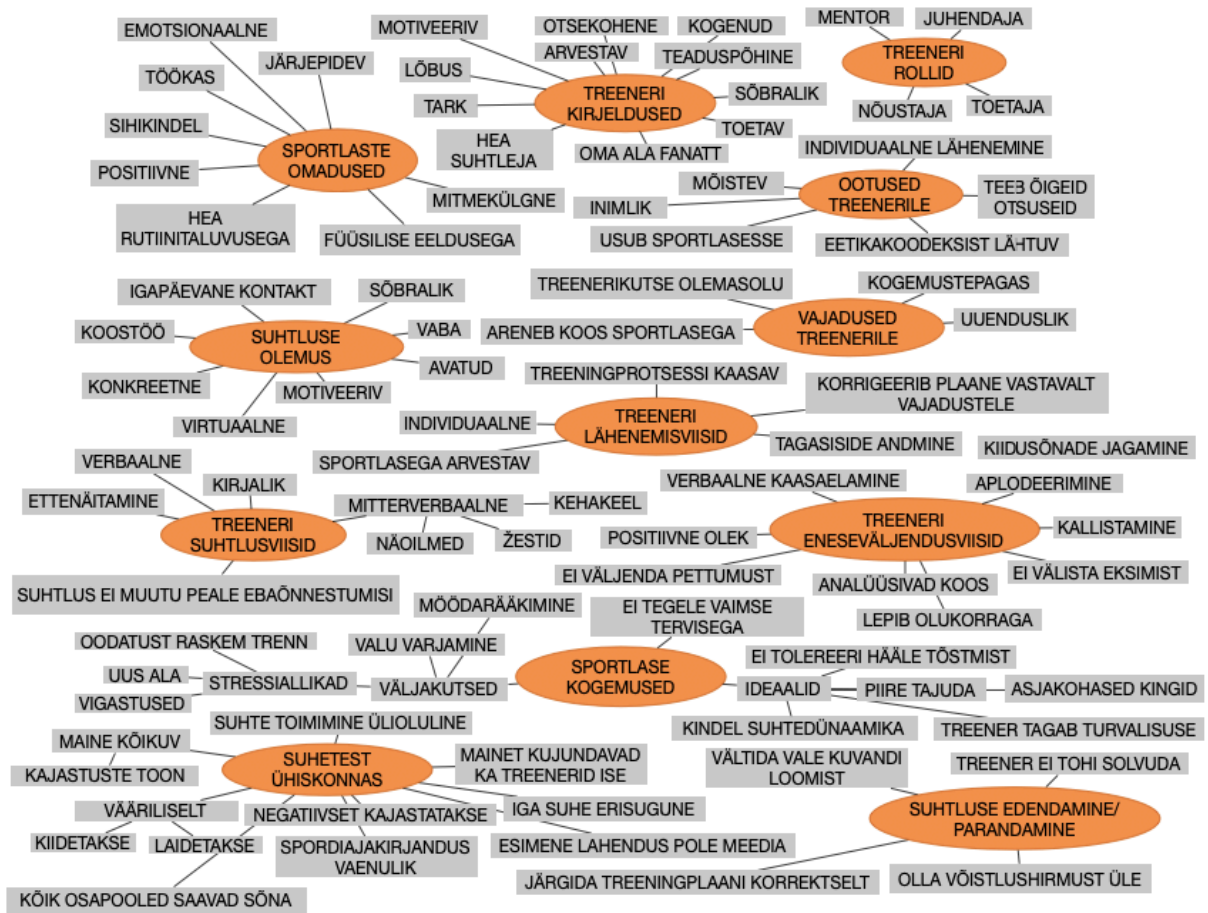 EMOTSIONAALNE
JÄRJEPIDEV
TÖÖKAS
SIHIKINDEL
POSITIIVNE
SPORTLASTE
OMADUSED
HEA
RUTIINITALUVUSEGA
FÜÜSILISE EELDUSEGA
MITMEKÜLGNE
MOTIVEERIV
OTSEKOHENE
KOGENUD
ARVESTAV
TEADUSPÕHINE
LÕBUS
TARK
TREENERI
KIRJELDUSED
SÕBRALIK
TOETAV
HEA
SUHTLEJA
OMA ALA FANATT
MENTOR
JUHENDAJA
TREENERI
ROLLID
NÕUSTAJA
TOETAJA
INDIVIDUAALNE LÄHENEMINE
MÕISTEV
INIMLIK
OOTUSED
TREENERILE
TEEB ÕIGEID
OTSUSEID
USUB SPORTLASESSE
EETIKAKOODEKSIST LÄHTUV
IGAPÄEVANE KONTAKT
SÕBRALIK
KOOSTÖÖ
SUHTLUSE
OLEMUS
VABA
AVATUD
KONKREETNE
MOTIVEERIV
VIRTUAALNE
TREENERIKUTSE OLEMASOLU
KOGEMUSTEPAGAS
ARENEB KOOS SPORTLASEGA
VAJADUSED
TREENERILE
UUENDUSLIK
TREENINGPROTSESSI KAASAV
KORRIGEERIB PLAANE VASTAVALT
VAJADUSTELE
INDIVIDUAALNE
TREENERI
LÄHENEMISVIISID
TAGASISIDE ANDMINE
SPORTLASEGA ARVESTAV
KIIDUSÕNADE JAGAMINE
VERBAALNE
KIRJALIK
ETTENÄITAMINE
TREENERI
SUHTLUSVIISID
MITTERVERBAALNE
KEHAKEEL
NÄOILMED
ŽESTID
SUHTLUS EI MUUTU PEALE EBAÕNNESTUMISI
VERBAALNE KAASAELAMINE
APLODEERIMINE
POSITIIVNE OLEK
TREENERI
ENESEVÄLJENDUSVIISID
KALLISTAMINE
EI VÄLJENDA PETTUMUST
ANALÜÜSIVAD KOOS
EI VÄLISTA EKSIMIST
LEPIB OLUKORRAGA
MÖÖDARÄÄKIMINE
EI TEGELE VAIMSE
TERVISEGA
OODATUST RASKEM TRENN
VALU VARJAMINE
UUS ALA
STRESSIALLIKAD
VÄLJAKUTSED
VIGASTUSED
SPORTLASE
KOGEMUSED
EI TOLEREERI HÄÄLE TÕSTMIST
IDEAALID
PIIRE TAJUDA
ASJAKOHASED KINGID
KINDEL SUHTEDÜNAAMIKA
TREENER TAGAB TURVALISUSE
SUHTE TOIMIMINE ÜLIOLULINE
MAINE KÕIKUV
KAJASTUSTE TOON
SUHETEST
ÜHISKONNAS
MAINET KUJUNDAVAD
KA TREENERID ISE
VÄÄRILISELT
NEGATIIVSET KAJASTATAKSE
IGA SUHE ERISUGUNE
KIIDETAKSE
LAIDETAKSE
SPORDIAJAKIRJANDUS
VAENULIK
ESIMENE LAHENDUS POLE MEEDIA
KÕIK OSAPOOLED SAAVAD SÕNA
VÄLTIDA VALE KUVANDI
LOOMIST
TREENER EI TOHI SOLVUDA
SUHTLUSE EDENDAMINE/
PARANDAMINE
JÄRGIDA TREENINGPLAANI KORREKTSELT
OLLA VÕISTLUSHIRMUST ÜLE